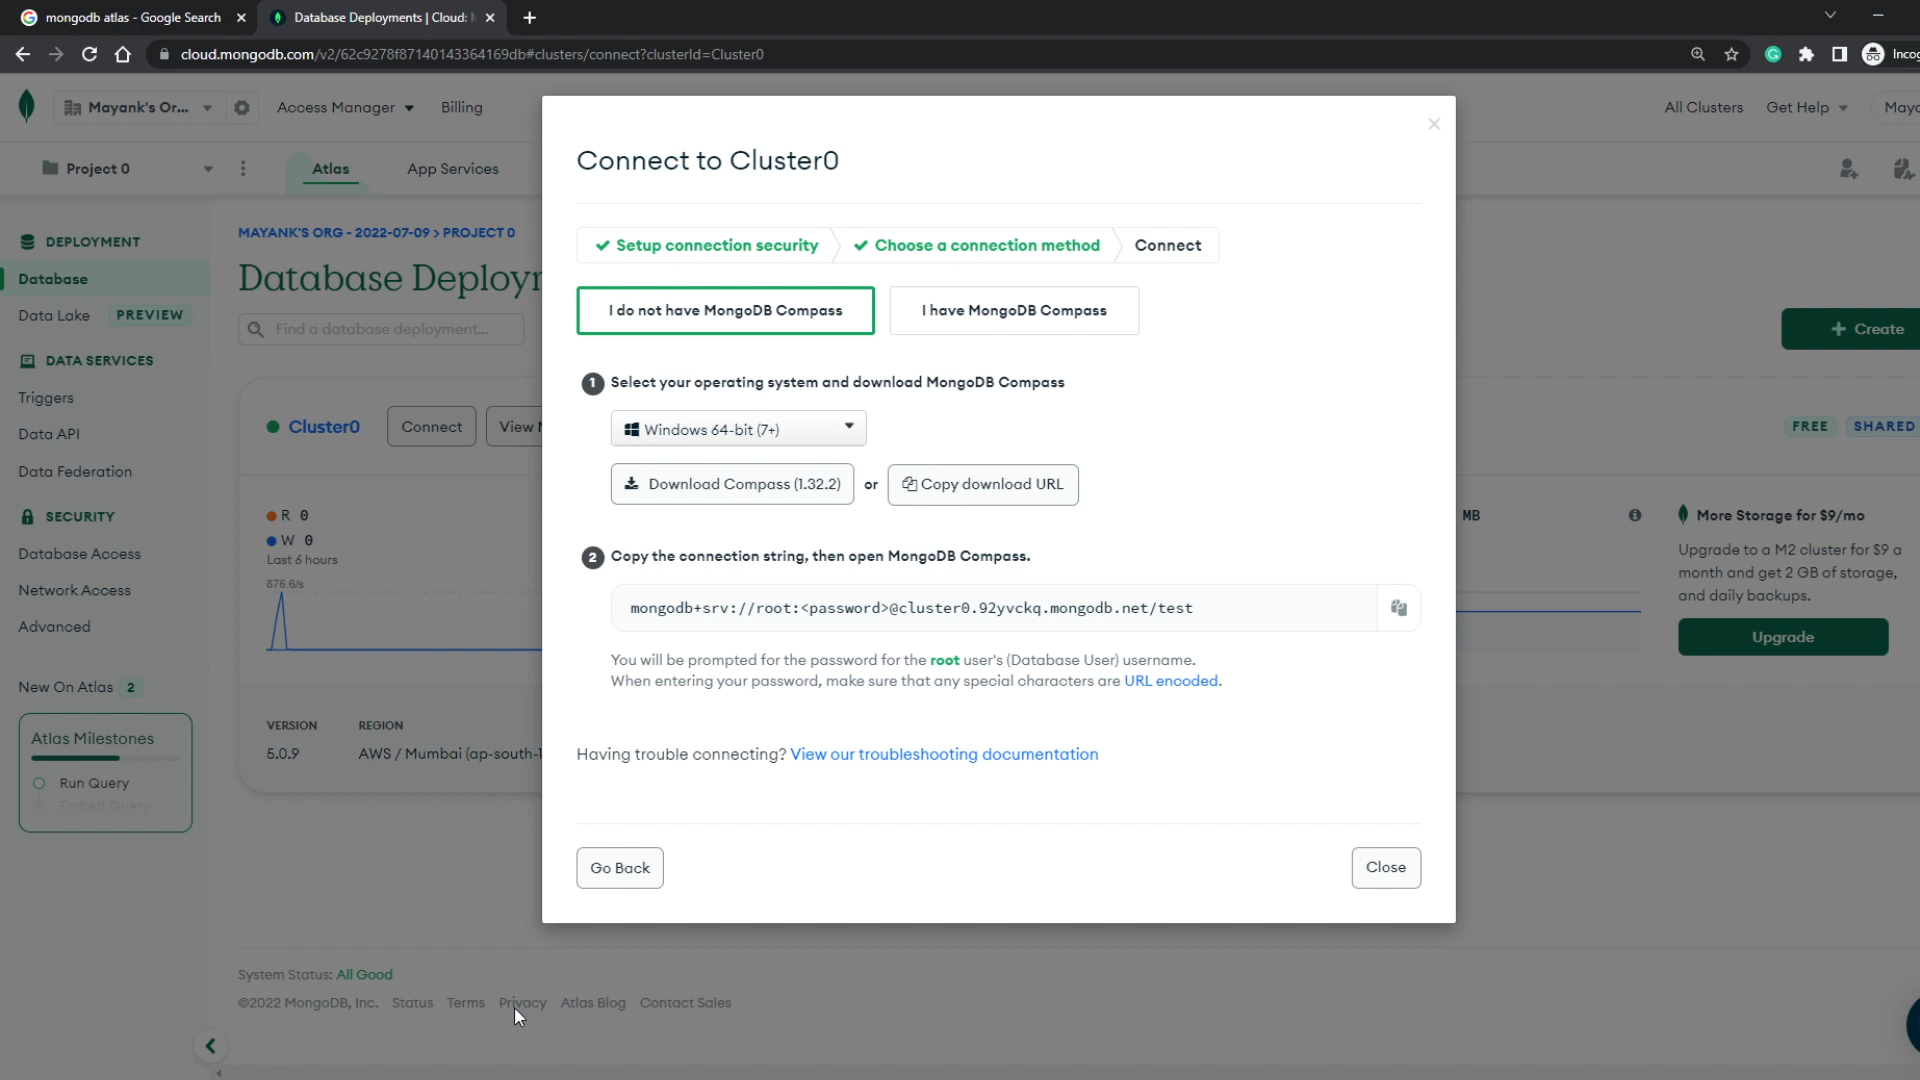 mongodb atlas - Google Search
Database Deployments | Cloud:
cloud.mongodb.com/v2/62c9278f87140143364169db#clusters/connect?clusterId=Cluster0
Mayank's Or...
Access Manager
Billing
All Clusters
Get Help
Project 0
Atlas
App Services
DEPLOYMENT
Database
Data Lake PREVIEW
DATA SERVICES
Triggers
Data API
Data Federation
SECURITY
Database Access
Network Access
Advanced
New On Atlas 2
Atlas Milestones
Run Query
Embed Query
MAYANK'S ORG - 2022-07-09 > PROJECT 0
Database Deployr
Find a database deployment...
+ Create
Cluster0
Connect
View
FREE
SHARED
R 0
W 0
Last 6 hours
876.6/s
VERSION
REGION
5.0.9
AWS / Mumbai (ap-south-1
MB
More Storage for $9/mo
Upgrade to a M2 cluster for $9 a
month and get 2 GB of storage,
and daily backups.
Upgrade
Connect to Cluster0
Setup connection security
Choose a connection method
Connect
I do not have MongoDB Compass
I have MongoDB Compass
1 Select your operating system and download MongoDB Compass
Windows 64-bit (7+)
Download Compass (1.32.2)
or
Copy download URL
2 Copy the connection string, then open MongoDB Compass.
mongodb+srv://root:<password>@cluster0.92yvckq.mongodb.net/test
You will be prompted for the password for the root user's (Database User) username.
When entering your password, make sure that any special characters are URL encoded.
Having trouble connecting? View our troubleshooting documentation
Go Back
Close
System Status: All Good
©2022 MongoDB, Inc. Status Terms Privacy Atlas Blog Contact Sales